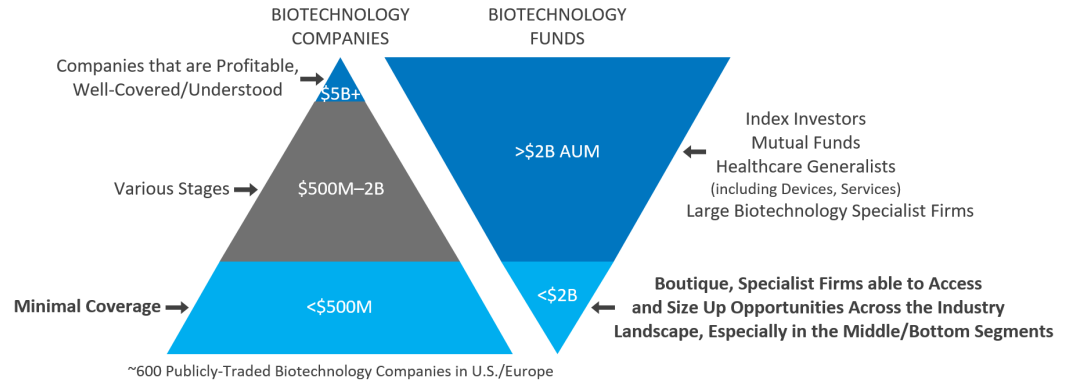 BIOTECHNOLOGY
COMPANIES
BIOTECHNOLOGY
FUNDS
Companies that are Profitable,
Well-Covered/Understood
$5B+
Various Stages
$500M–2B
Minimal Coverage
<$500M
>$2B AUM
Index Investors
Mutual Funds
Healthcare Generalists
(including Devices, Services)
Large Biotechnology Specialist Firms
<$2B
Boutique, Specialist Firms able to Access
and Size Up Opportunities Across the Industry
Landscape, Especially in the Middle/Bottom Segments
~600 Publicly-Traded Biotechnology Companies in U.S./Europe